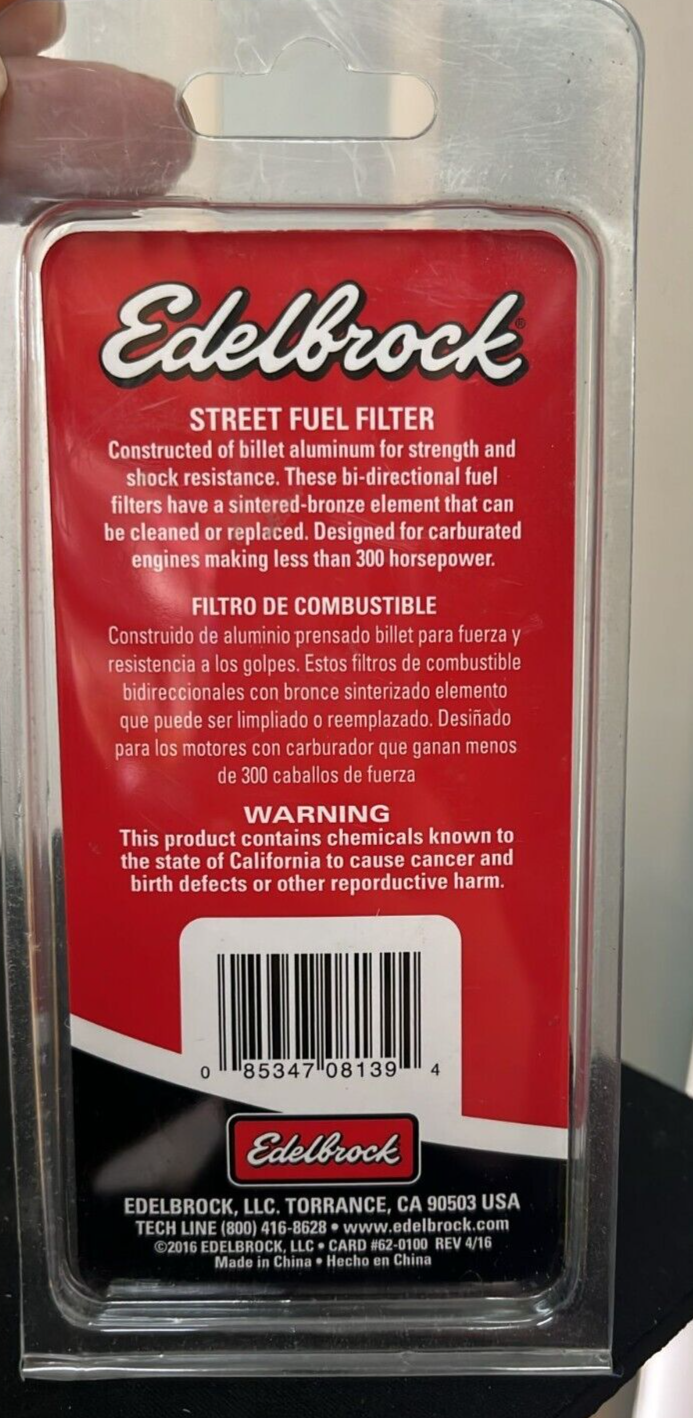 Edelbrock®
STREET FUEL FILTER
Constructed of billet aluminum for strength and
shock resistance. These bi-directional fuel
filters have a sintered-bronze element that can
be cleaned or replaced. Designed for carburated
engines making less than 300 horsepower.
FILTRO DE COMBUSTIBLE
Construido de aluminio prensado billet para fuerza y
resistencia a los golpes. Estos filtros de combustible
bidireccionales con bronce sinterizado elemento
que puede ser limpliado o reemplazado. Desiñado
para los motores con carburador que ganan menos
de 300 caballos de fuerza
WARNING
This product contains chemicals known to
the state of California to cause cancer and
birth defects or other reporductive harm.
0 85347 08139 4
Edelbrock
EDELBROCK, LLC. TORRANCE, CA 90503 USA
TECH LINE (800) 416-8628 • www.edelbrock.com
©2016 EDELBROCK, LLC • CARD #62-0100 REV 4/16
Made in China • Hecho en China